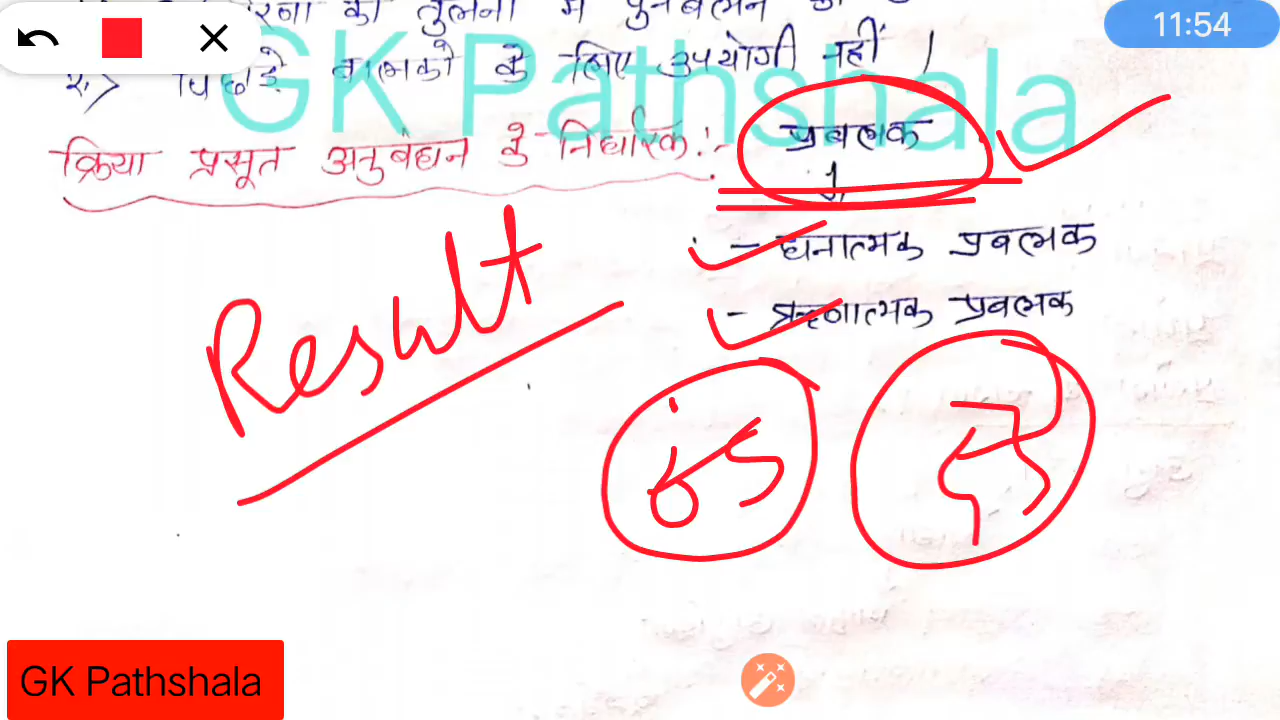 की तुलना में पुनर्बलन
11:54
२.> पिछड़े बालको के लिए उपयोगी नहीं।
GK Pathshala
क्रिया प्रसूत अनुबंधन के निर्धारक:- प्रबलक
- धनात्मक प्रबलक
- ऋणात्मक प्रबलक
Result
GK Pathshala